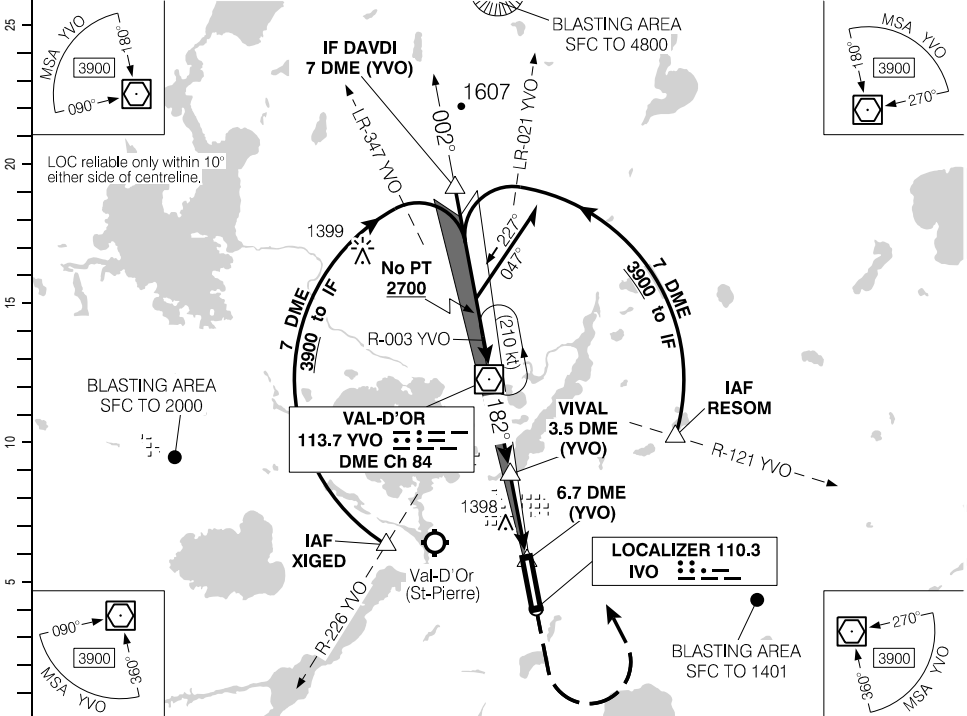 25
20
15
10
5
MSA YVO
180°
3900
090°
BLASTING AREA
SFC TO 4800
MSA YVO
180°
3900
270°
IF DAVDI
7 DME (YVO)
1607
002°
LR-347 YVO
LR-021 YVO
LOC reliable only within 10°
either side of centreline.
1399
No PT
2700
227°
047°
7 DME
3900 to IF
7 DME
3900 to IF
R-003 YVO
(210 kt)
BLASTING AREA
SFC TO 2000
VAL-D'OR
113.7 YVO
DME Ch 84
182°
VIVAL
3.5 DME
(YVO)
IAF
RESOM
R-121 YVO
1398
6.7 DME
(YVO)
IAF
XIGED
Val-D'Or
(St-Pierre)
LOCALIZER 110.3
IVO
R-226 YVO
BLASTING AREA
SFC TO 1401
090°
3900
360°
MSA YVO
270°
3900
360°
MSA YVO